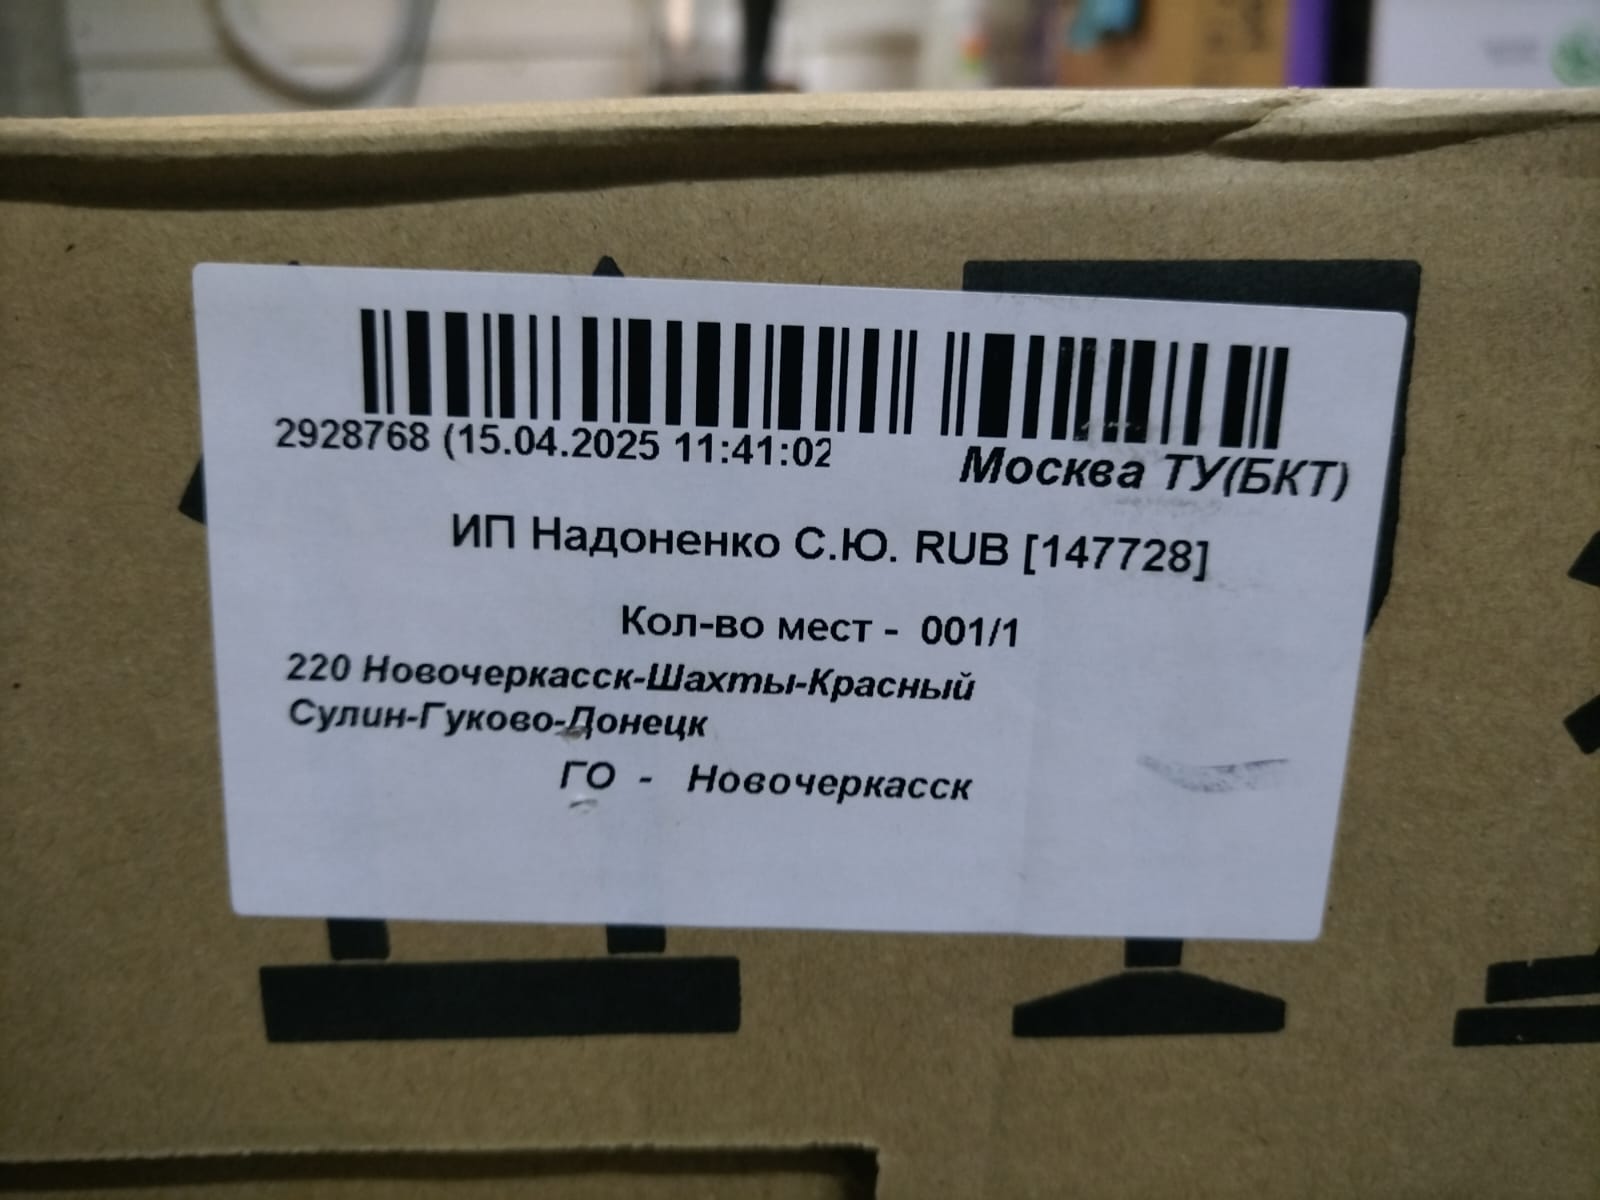 2928768 (15.04.2025 11:41:02
Москва ТУ(БКТ)
ИП Надоненко С.Ю. RUB [147728]
Кол-во мест - 001/1
220 Новочеркасск-Шахты-Красный
Сулин-Гуково-Донецк
ГО - Новочеркасск